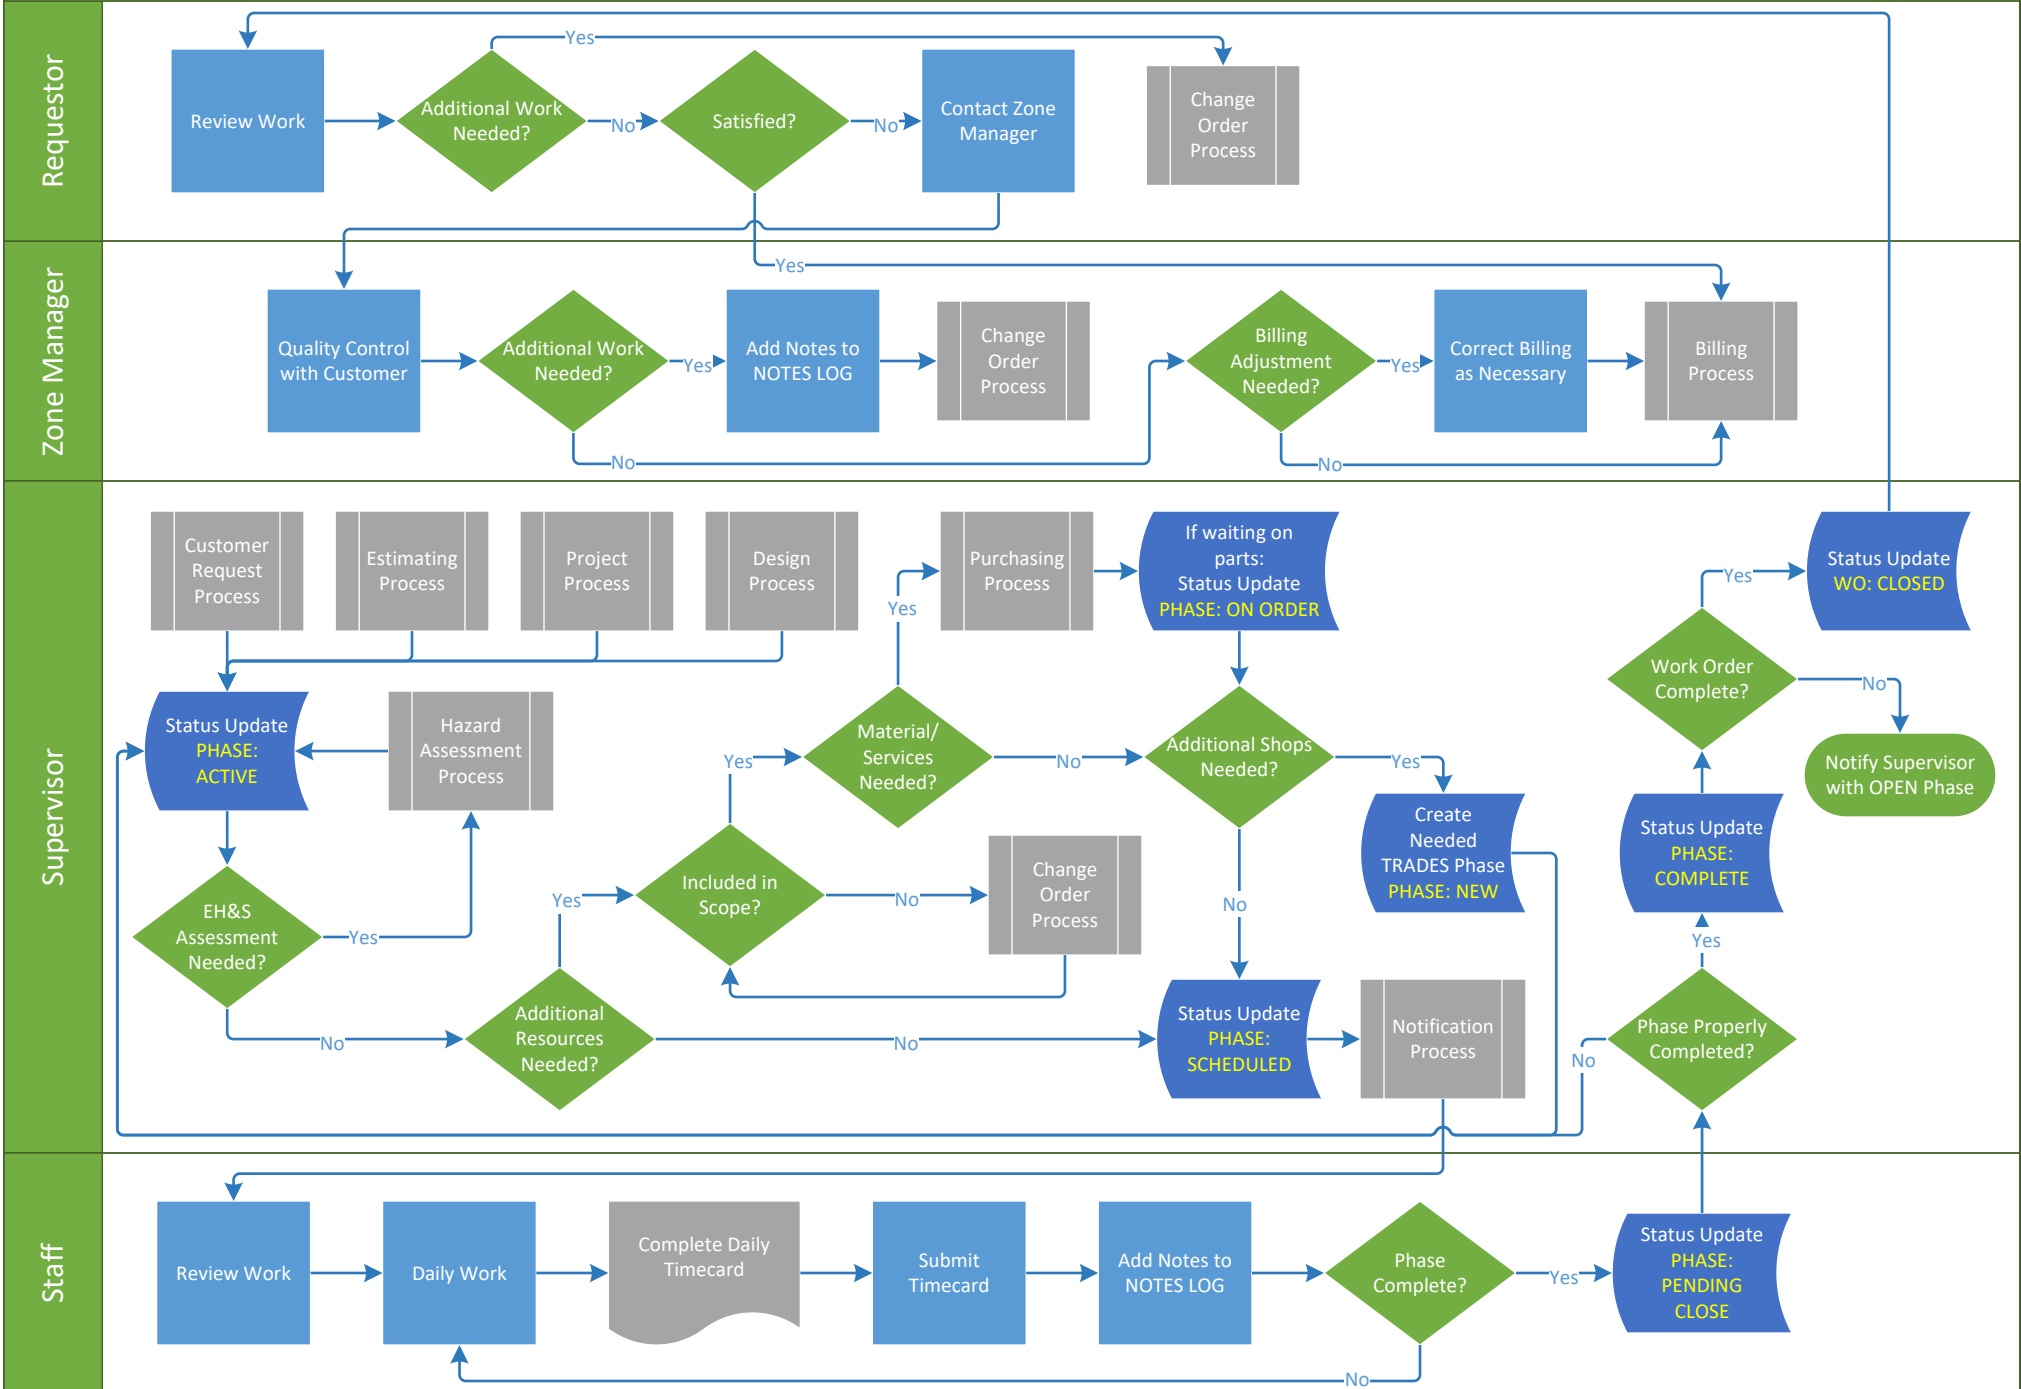 Requestor
Review Work
Additional Work
Needed?
Yes
No
Satisfied?
No
Contact Zone
Manager
Change
Order
Process
Zone Manager
Yes
Quality Control
with Customer
Additional Work
Needed?
Yes
Add Notes to
NOTES LOG
Change
Order
Process
Billing
Adjustment
Needed?
Yes
Correct Billing
as Necessary
Billing
Process
No
No
Supervisor
Customer
Request
Process
Estimating
Process
Project
Process
Design
Process
Purchasing
Process
If waiting on
parts:
Status Update
PHASE: ON ORDER
Status Update
WO: CLOSED
Yes
Yes
Work Order
Complete?
No
Notify Supervisor
with OPEN Phase
Status Update
PHASE:
ACTIVE
Hazard
Assessment
Process
Yes
Material/
Services
Needed?
No
Additional Shops
Needed?
Yes
Create
Needed
TRADES Phase
PHASE: NEW
Status Update
PHASE:
COMPLETE
EH&S
Assessment
Needed?
Yes
Yes
Included in
Scope?
No
Change
Order
Process
No
Yes
No
Additional
Resources
Needed?
No
Status Update
PHASE:
SCHEDULED
Notification
Process
No
Phase Properly
Completed?
Staff
Review Work
Daily Work
Complete Daily
Timecard
Submit
Timecard
Add Notes to
NOTES LOG
Phase
Complete?
Yes
Status Update
PHASE:
PENDING
CLOSE
No